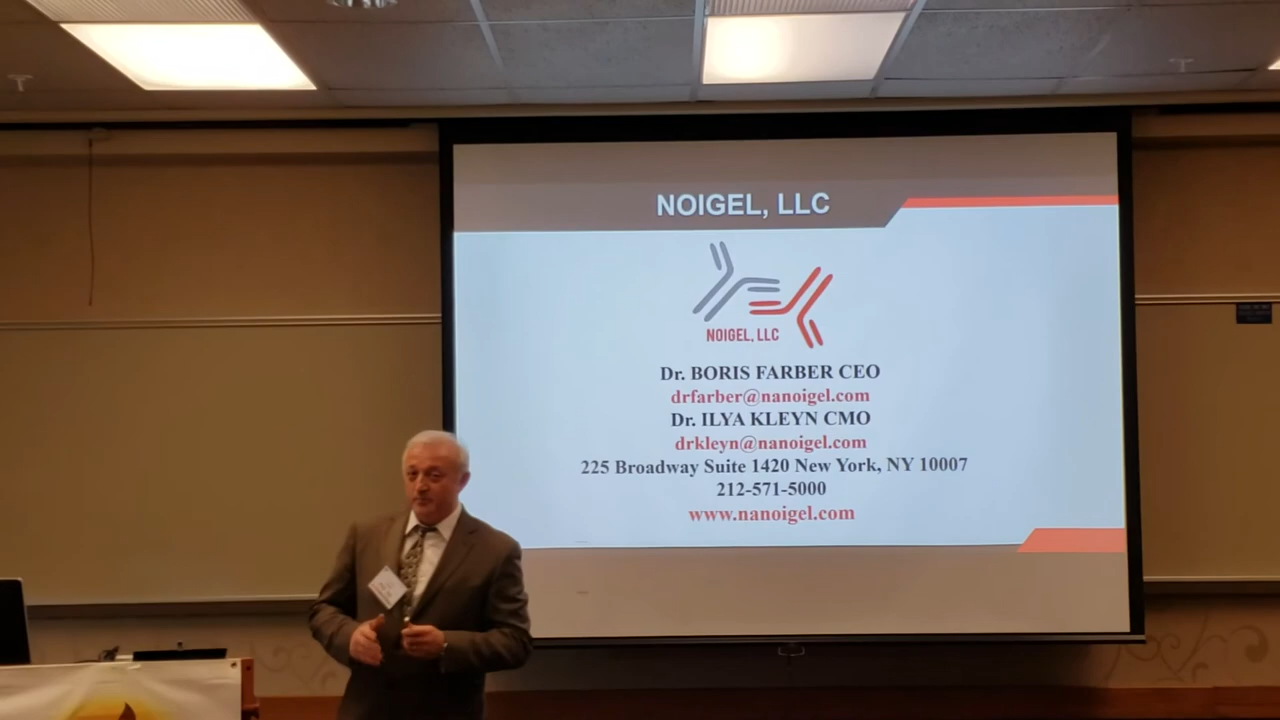 NOIGEL, LLC
NOIGEL, LLC
Dr. BORIS FARBER CEO
drfarber@nanoigel.com
Dr. ILYA KLEYN CMO
drkleyn@nanoigel.com
225 Broadway Suite 1420 New York, NY 10007
212-571-5000
www.nanoigel.com